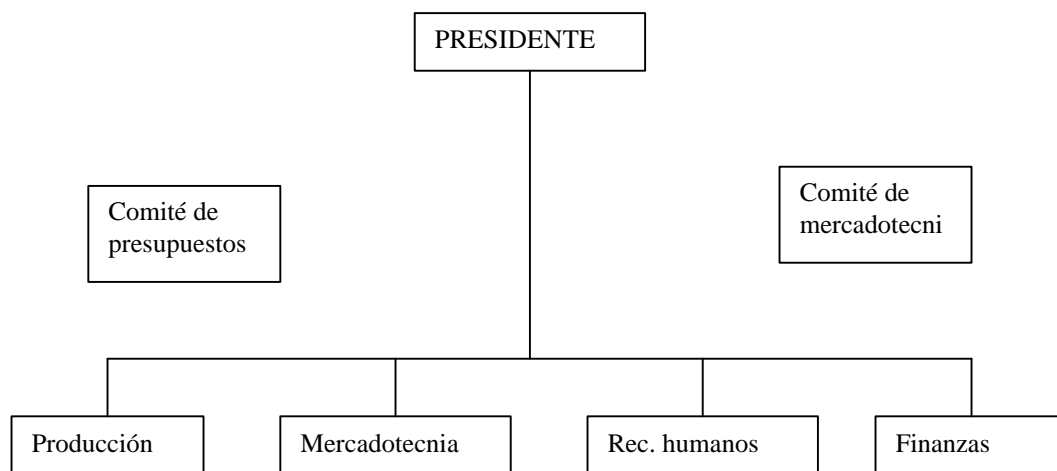 PRESIDENTE
Comité de
presupuestos
Comité de
mercadotecni
Producción
Mercadotecnia
Rec. humanos
Finanzas